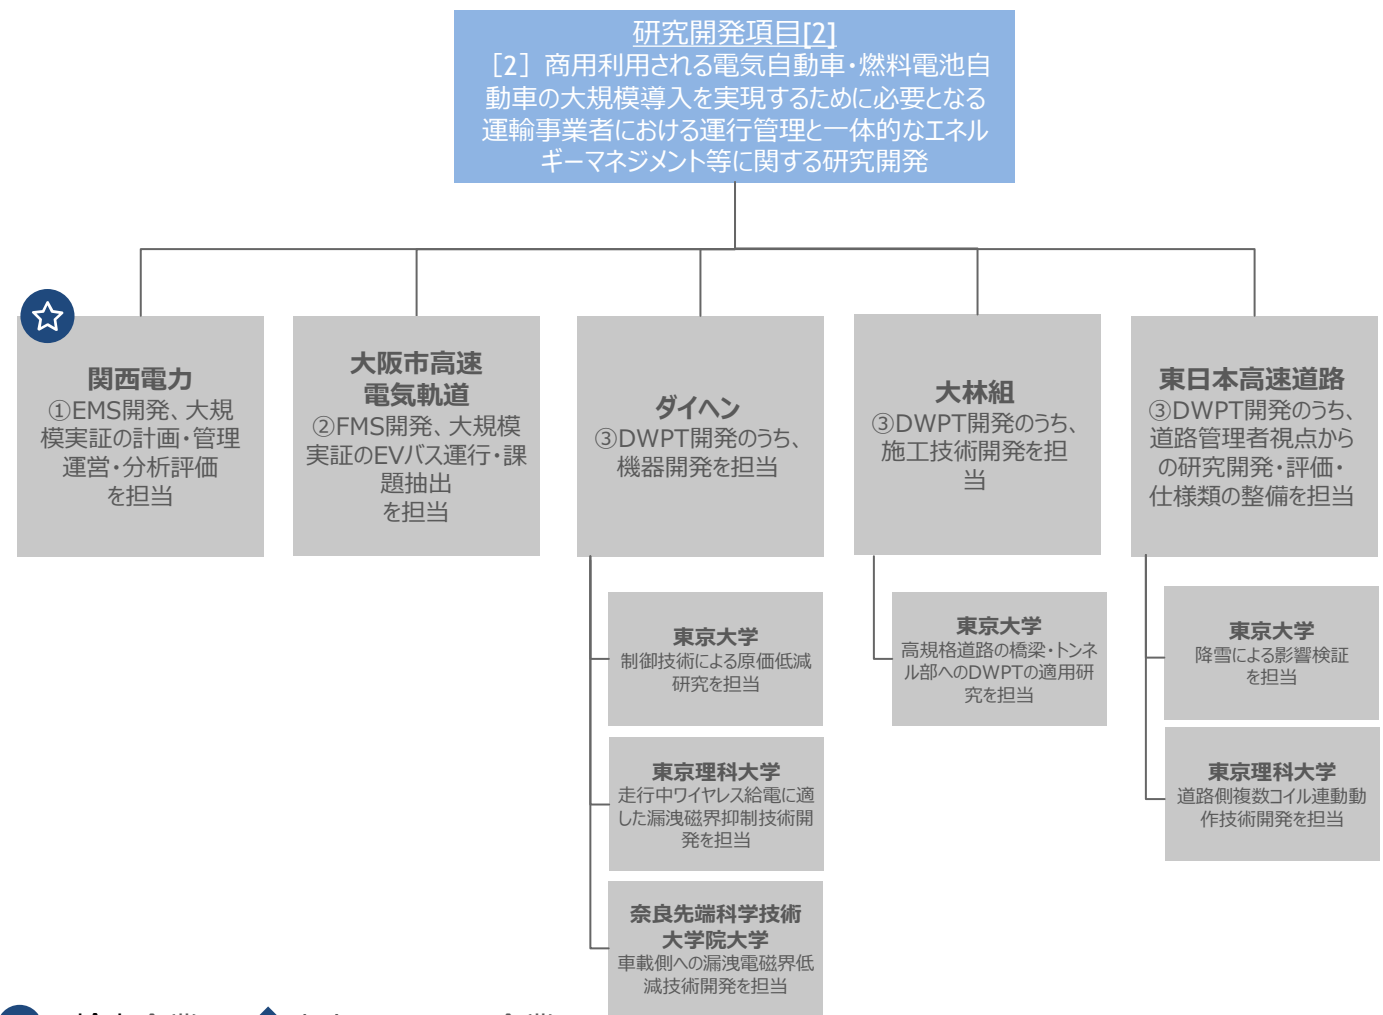 研究開発項目[2]
［2］商用利用される電気自動車・燃料電池自
動車の大規模導入を実現するために必要となる
運輸事業者における運行管理と一体的なエネル
ギーマネジメント等に関する研究開発
関西電力
①EMS開発、大規
模実証の計画・管理
運営・分析評価
を担当
大阪市高速
電気軌道
②FMS開発、大規模
実証のEVバス運行・課
題抽出
を担当
ダイヘン
③DWPT開発のうち、
機器開発を担当
大林組
③DWPT開発のうち、
施工技術開発を担
当
東日本高速道路
③DWPT開発のうち、
道路管理者視点から
の研究開発・評価・
仕様類の整備を担当
東京大学
制御技術による原価低減
研究を担当
東京理科大学
走行中ワイヤレス給電に適
した漏洩磁界抑制技術開
発を担当
奈良先端科学技術
大学院大学
車載側への漏洩電磁界低
減技術開発を担当
東京大学
高規格道路の橋梁・トンネ
ル部へのDWPTの適用研
究を担当
東京大学
降雪による影響検証
を担当
東京理科大学
道路側複数コイル連動動
作技術開発を担当